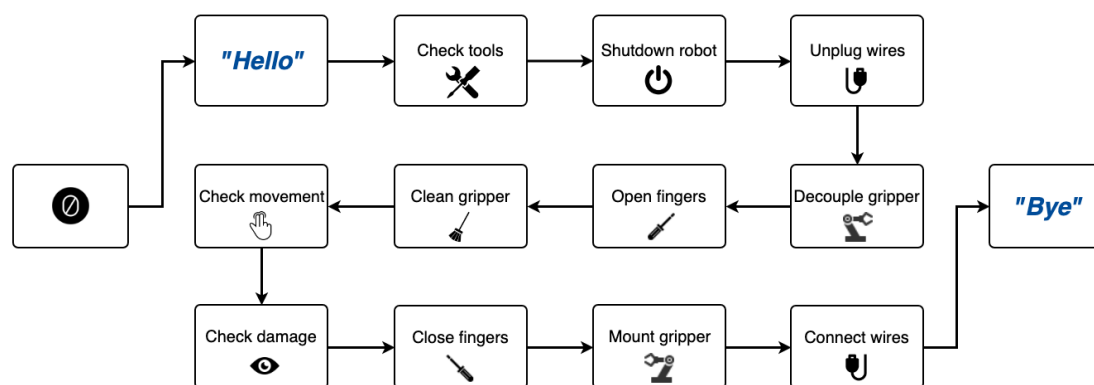 0
"Hello"
Check tools
Shutdown robot
Unplug wires
Decouple gripper
Open fingers
Clean gripper
Check movement
Check damage
Close fingers
Mount gripper
Connect wires
"Bye"